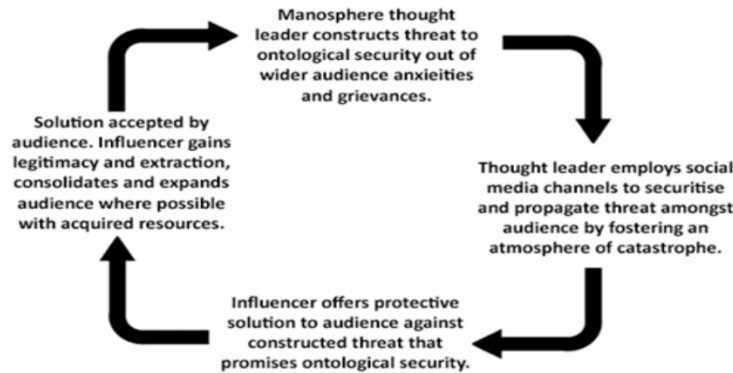 Manosphere thought
leader constructs threat to
ontological security out of
wider audience anxieities
and grievances.
Thought leader employs social
media channels to securitise
and propagate threat amongst
audience by fostering an
atmosphere of catastrophe.
Influencer offers protective
solution to audience against
constructed threat that
promises ontological security.
Solution accepted by
audience. Influencer gains
legitimacy and extraction,
consolidates and expands
audience where possible
with acquired resources.